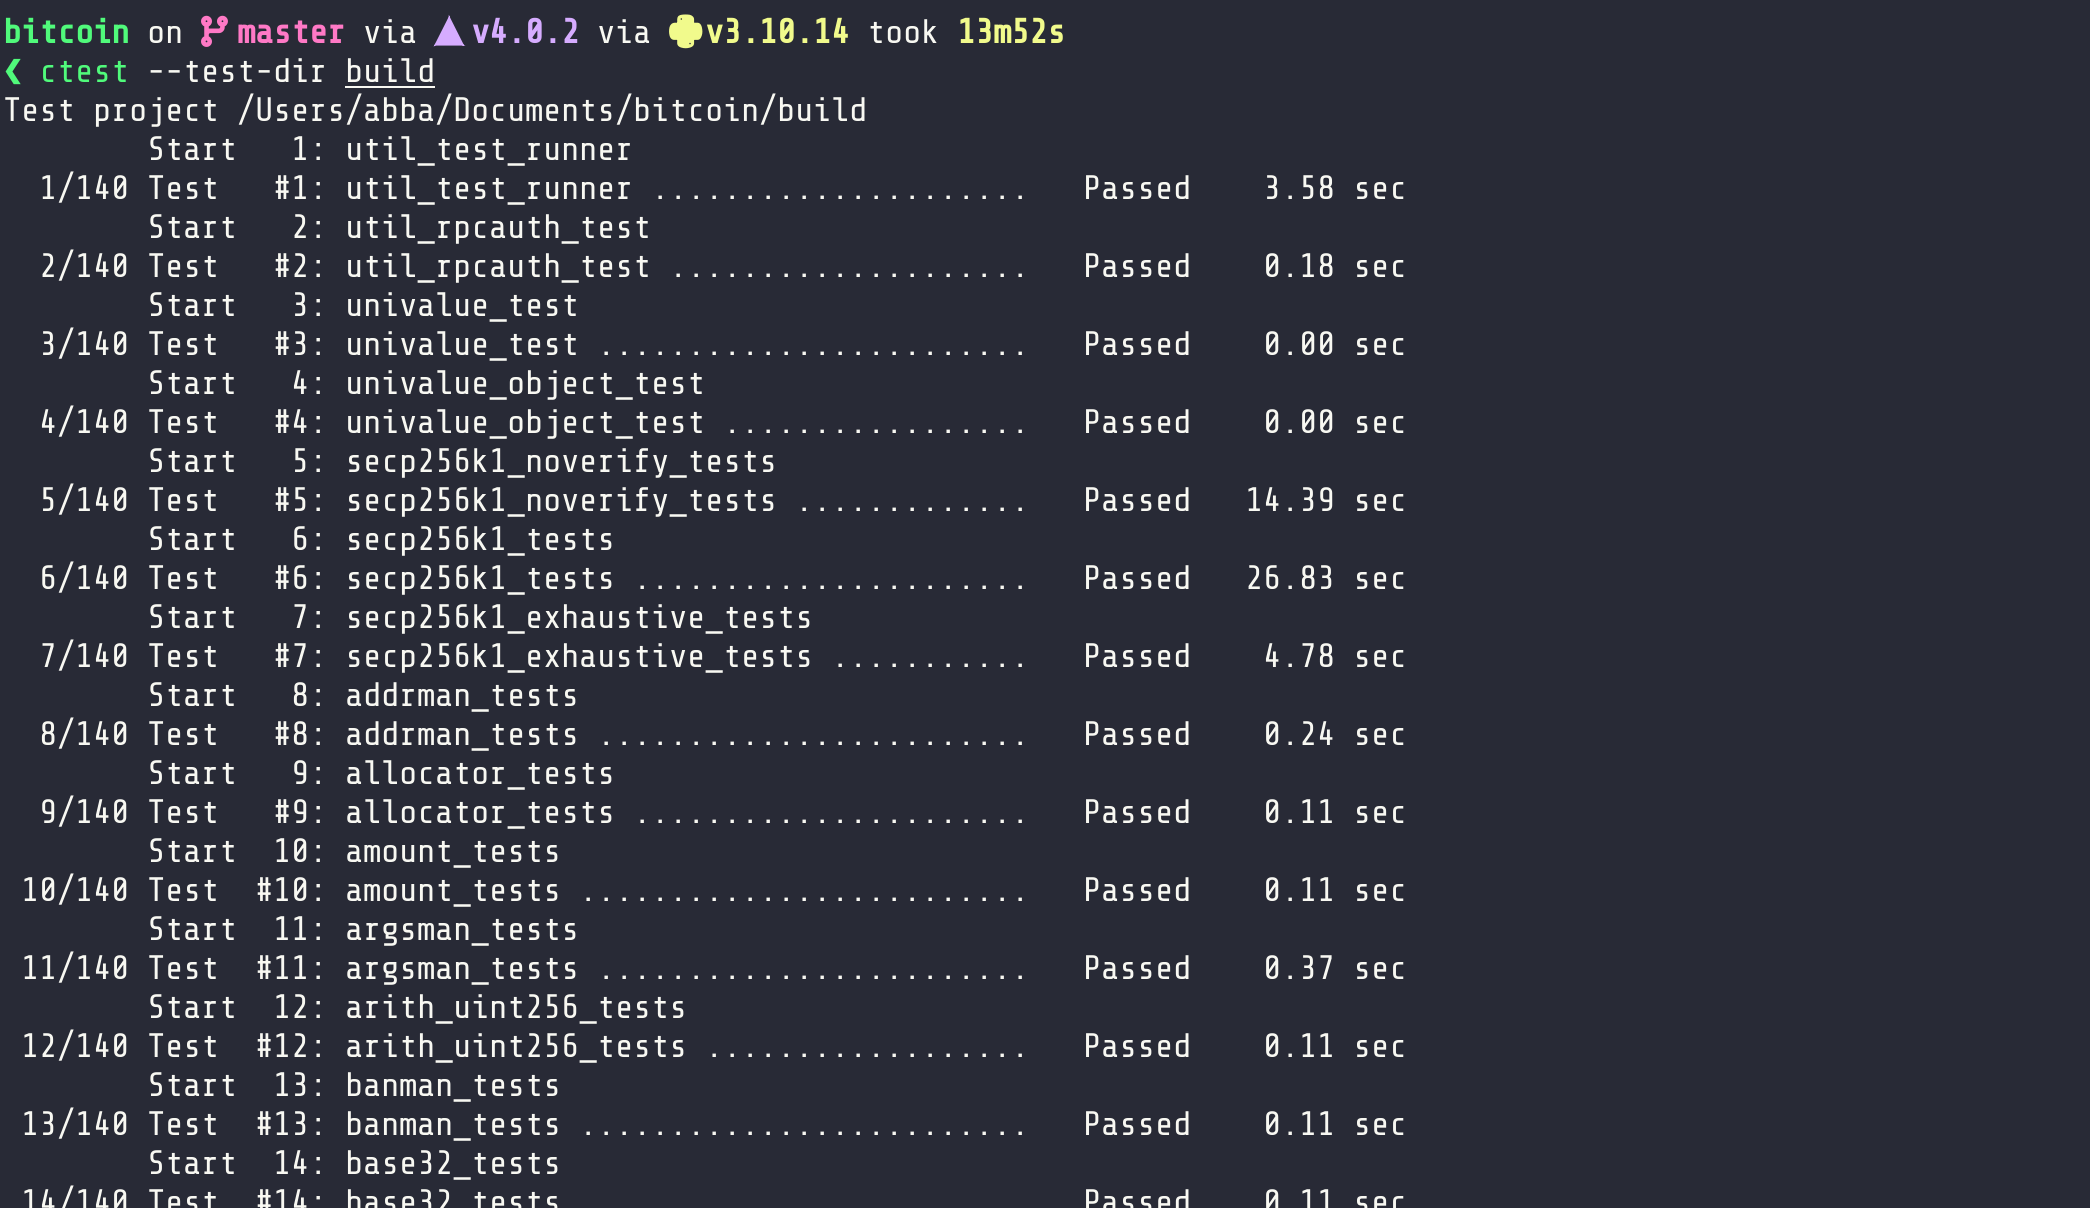 bitcoin on master via v4.0.2 via v3.10.14 took 13m52s
❮ ctest --test-dir build
Test project /Users/abba/Documents/bitcoin/build
        Start   1: util_test_runner
  1/140 Test   #1: util_test_runner .....................   Passed    3.58 sec
        Start   2: util_rpcauth_test
  2/140 Test   #2: util_rpcauth_test ....................   Passed    0.18 sec
        Start   3: univalue_test
  3/140 Test   #3: univalue_test ........................   Passed    0.00 sec
        Start   4: univalue_object_test
  4/140 Test   #4: univalue_object_test .................   Passed    0.00 sec
        Start   5: secp256k1_noverify_tests
  5/140 Test   #5: secp256k1_noverify_tests .............   Passed   14.39 sec
        Start   6: secp256k1_tests
  6/140 Test   #6: secp256k1_tests ......................   Passed   26.83 sec
        Start   7: secp256k1_exhaustive_tests
  7/140 Test   #7: secp256k1_exhaustive_tests ...........   Passed    4.78 sec
        Start   8: addrman_tests
  8/140 Test   #8: addrman_tests ........................   Passed    0.24 sec
        Start   9: allocator_tests
  9/140 Test   #9: allocator_tests ......................   Passed    0.11 sec
        Start  10: amount_tests
 10/140 Test  #10: amount_tests .........................   Passed    0.11 sec
        Start  11: argsman_tests
 11/140 Test  #11: argsman_tests ........................   Passed    0.37 sec
        Start  12: arith_uint256_tests
 12/140 Test  #12: arith_uint256_tests ..................   Passed    0.11 sec
        Start  13: banman_tests
 13/140 Test  #13: banman_tests .........................   Passed    0.11 sec
        Start  14: base32_tests
 14/140 Test  #14: base32_tests .........................   Passed    0.11 sec